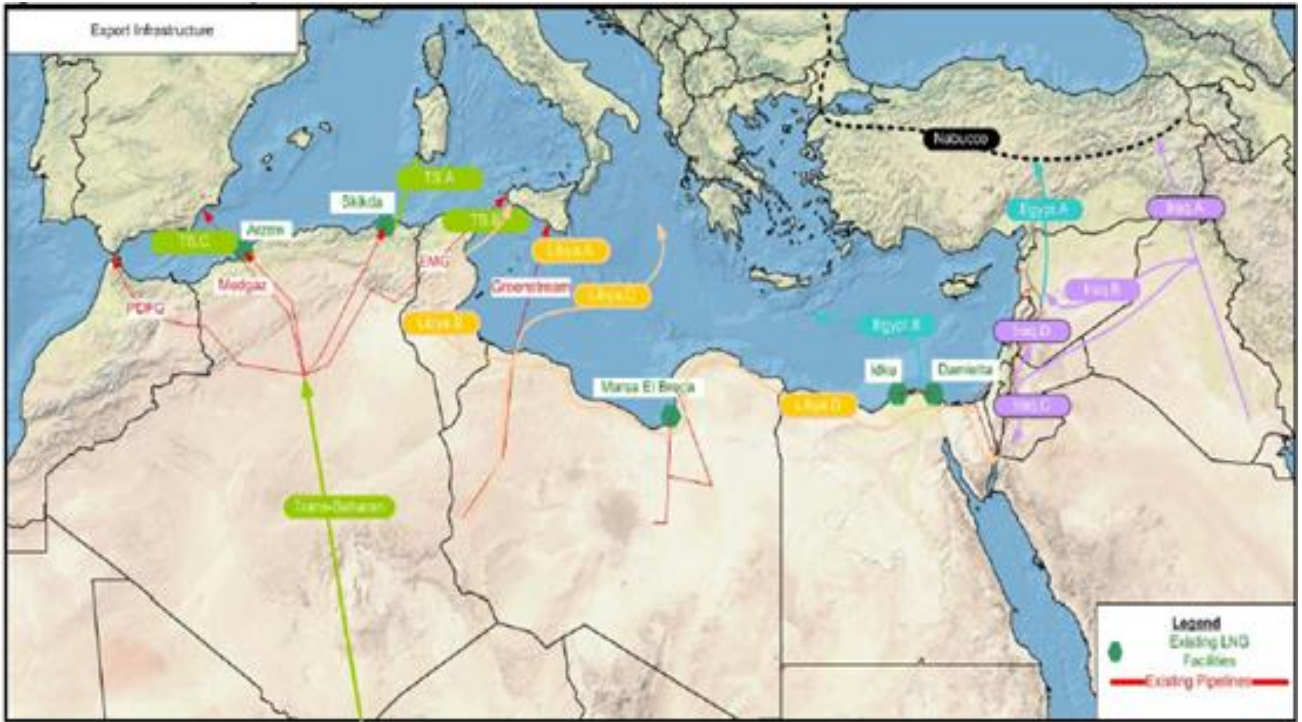 Export Infrastructure
Nabucco
TS.A
Skikda
Egypt.A
Iraq.A
TS.B
TS.C
Arzew
Libya.A
EMG
Medgaz
Greenstream
Libya.C
Iraq.B
PDFG
Libya.B
Egypt.B
Iraq.D
Idku
Damietta
Marsa El Brega
Libya.D
Iraq.C
Trans-Saharan
Legend
Existing LNG
Facilities
Existing Pipelines